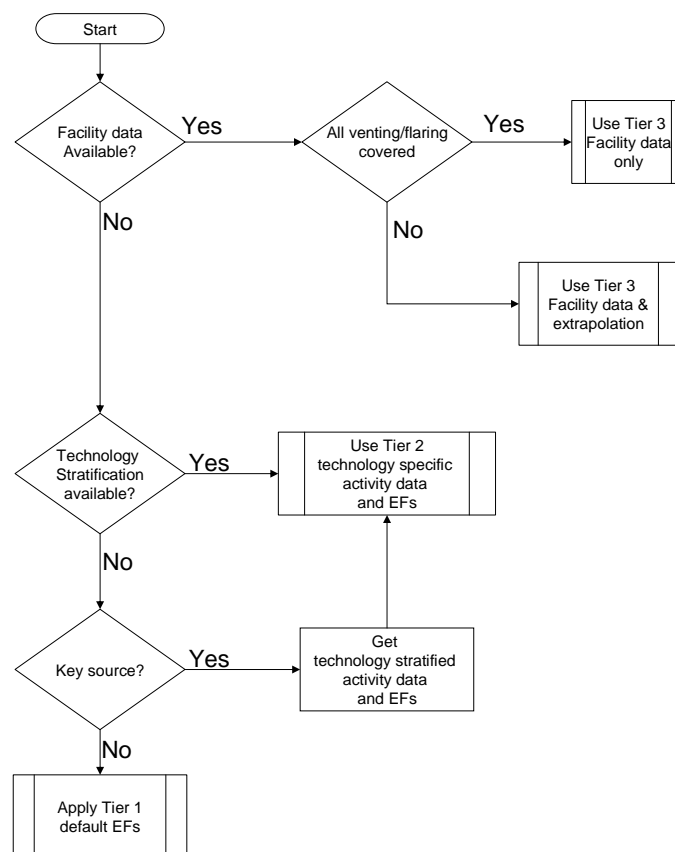 Start
Facility data
Available?
Yes
All venting/flaring
covered
Yes
Use Tier 3
Facility data
only
No
No
Use Tier 3
Facility data &
extrapolation
Technology
Stratification
available?
Yes
Use Tier 2
technology specific
activity data
and EFs
No
Key source?
Yes
Get
technology stratified
activity data
and EFs
No
Apply Tier 1
default EFs